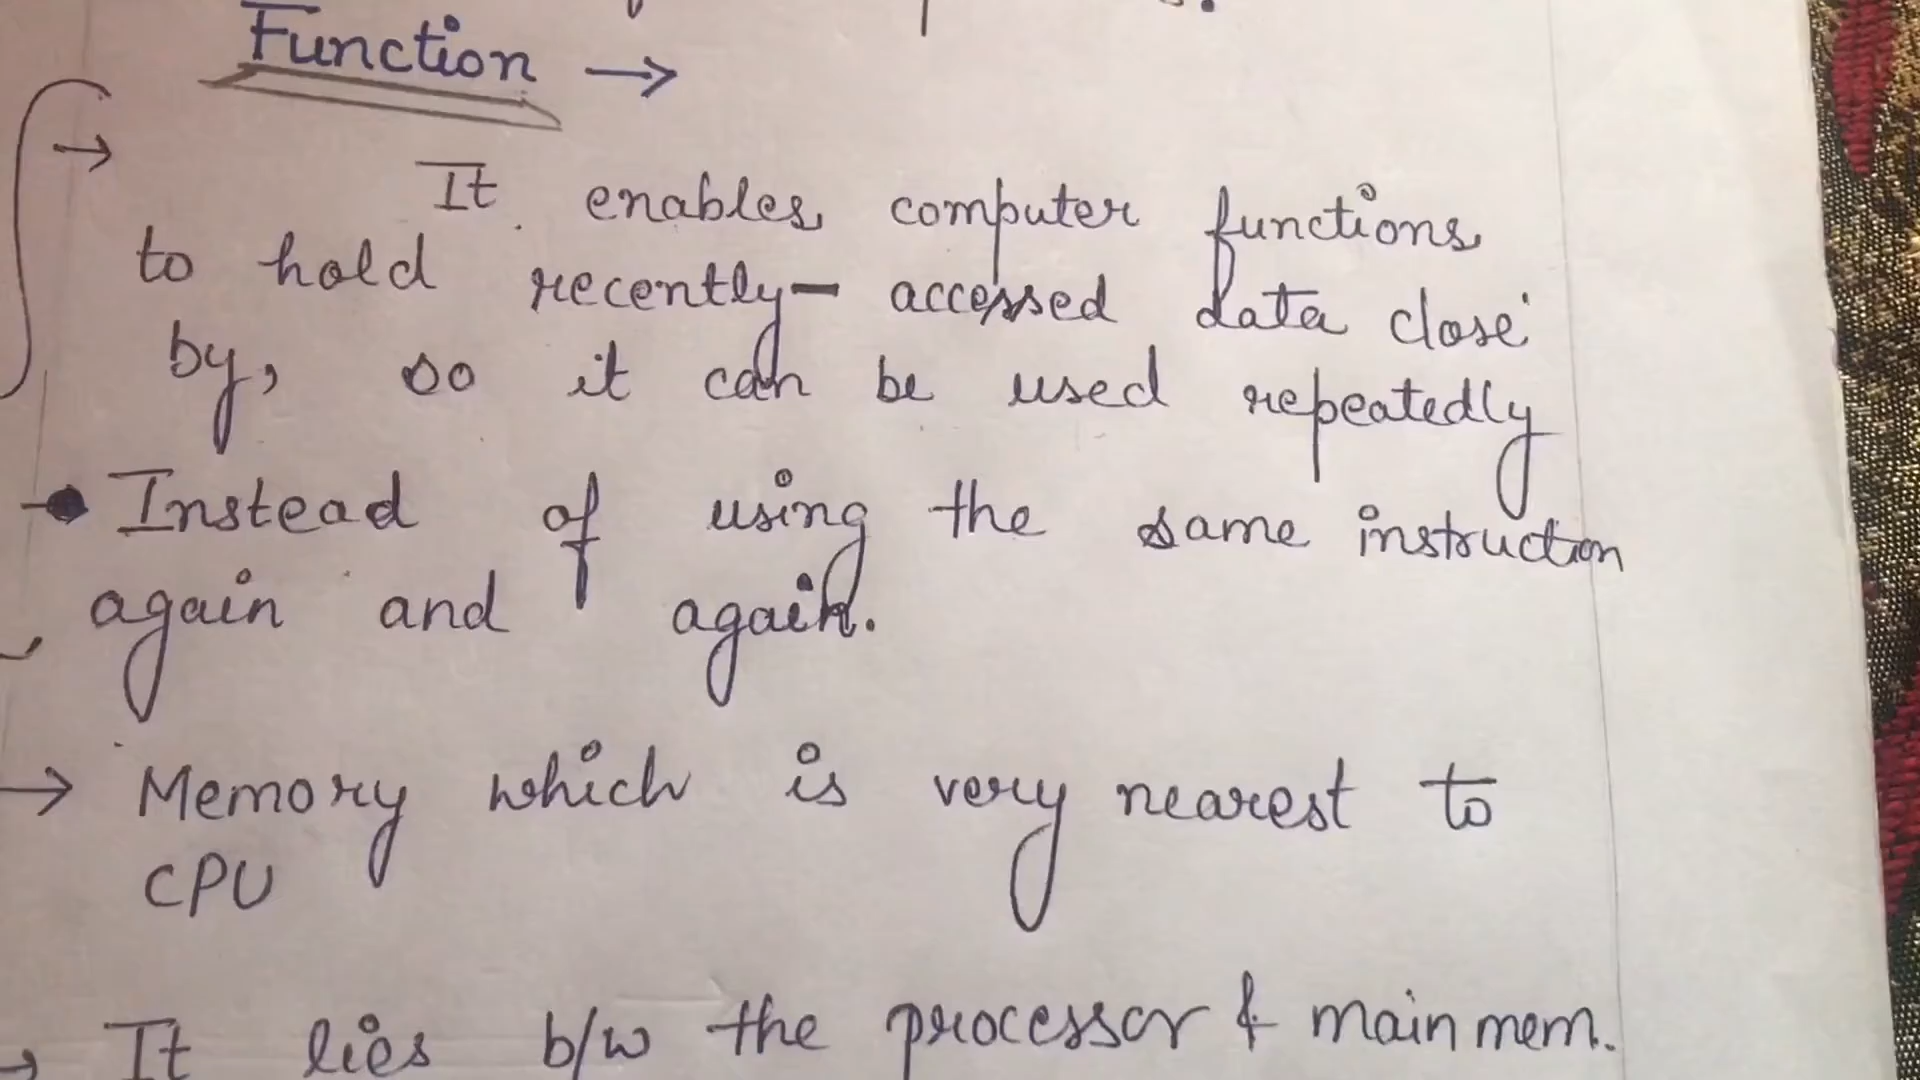 Function →
→
It enables computer functions
to hold recently- accessed data close
by, so it can be used repeatedly
Instead of using the same instruction
again and again.
→ Memory which is very nearest to
CPU
→ It lies b/w the processor & main mem.